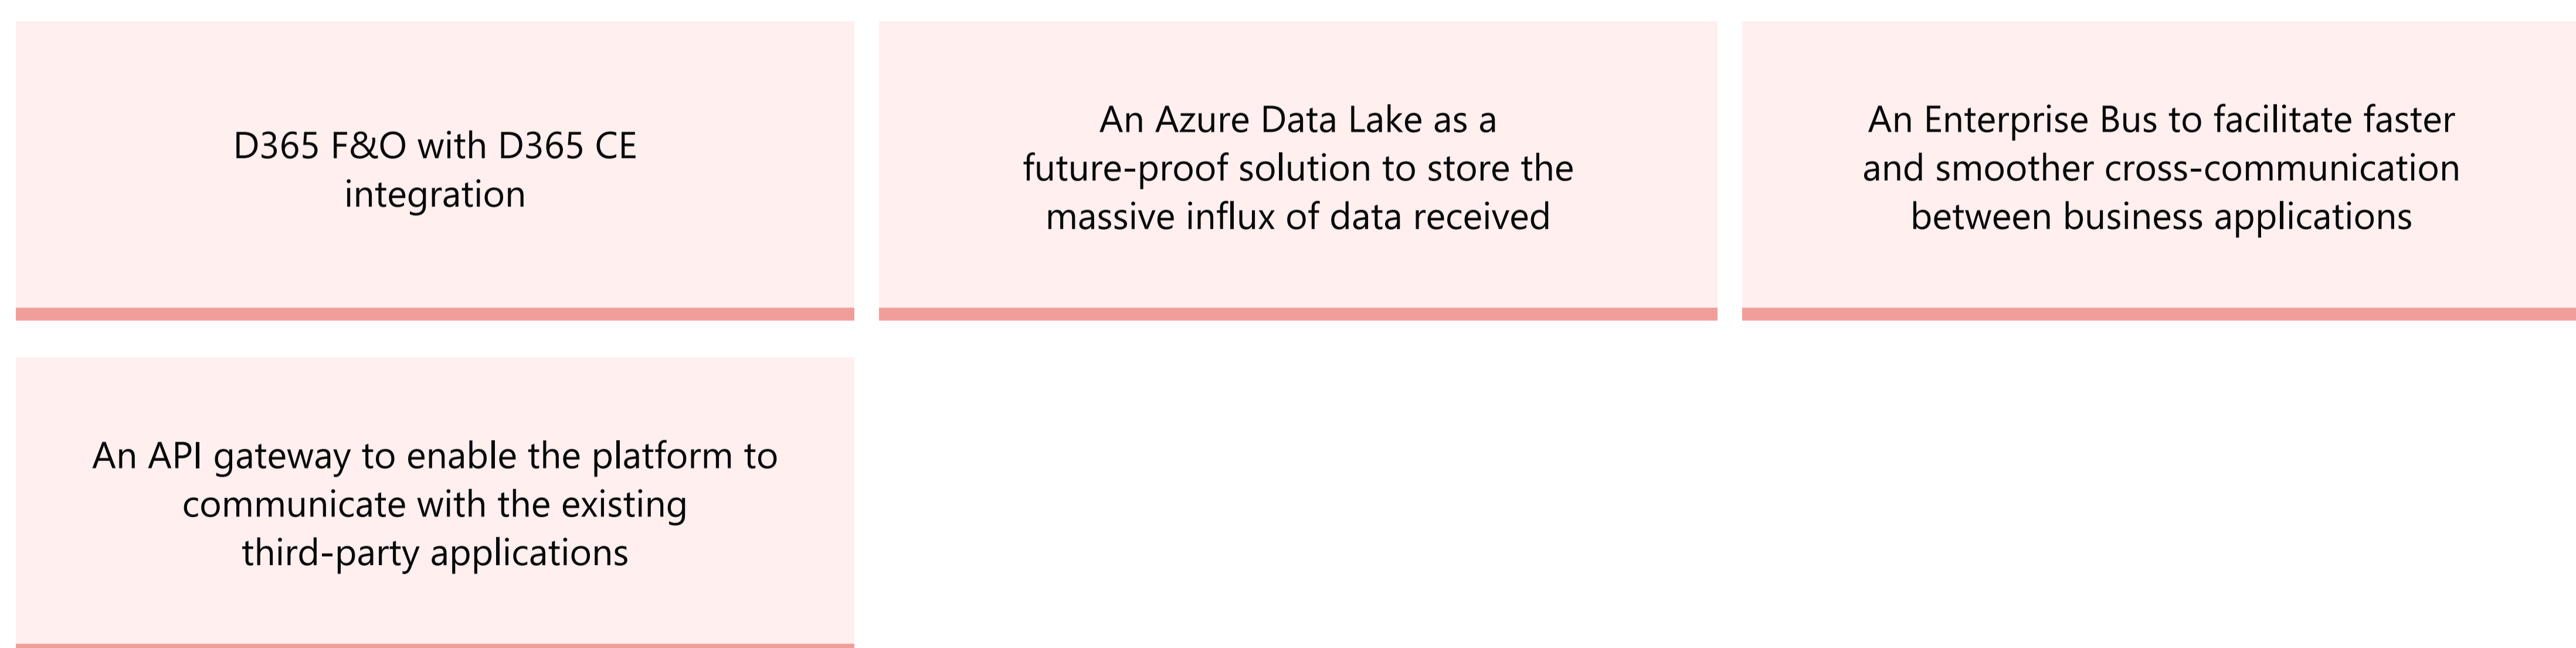 D365 F&O with D365 CE
integration
An Azure Data Lake as a
future-proof solution to store the
massive influx of data received
An Enterprise Bus to facilitate faster
and smoother cross-communication
between business applications
An API gateway to enable the platform to
communicate with the existing
third-party applications